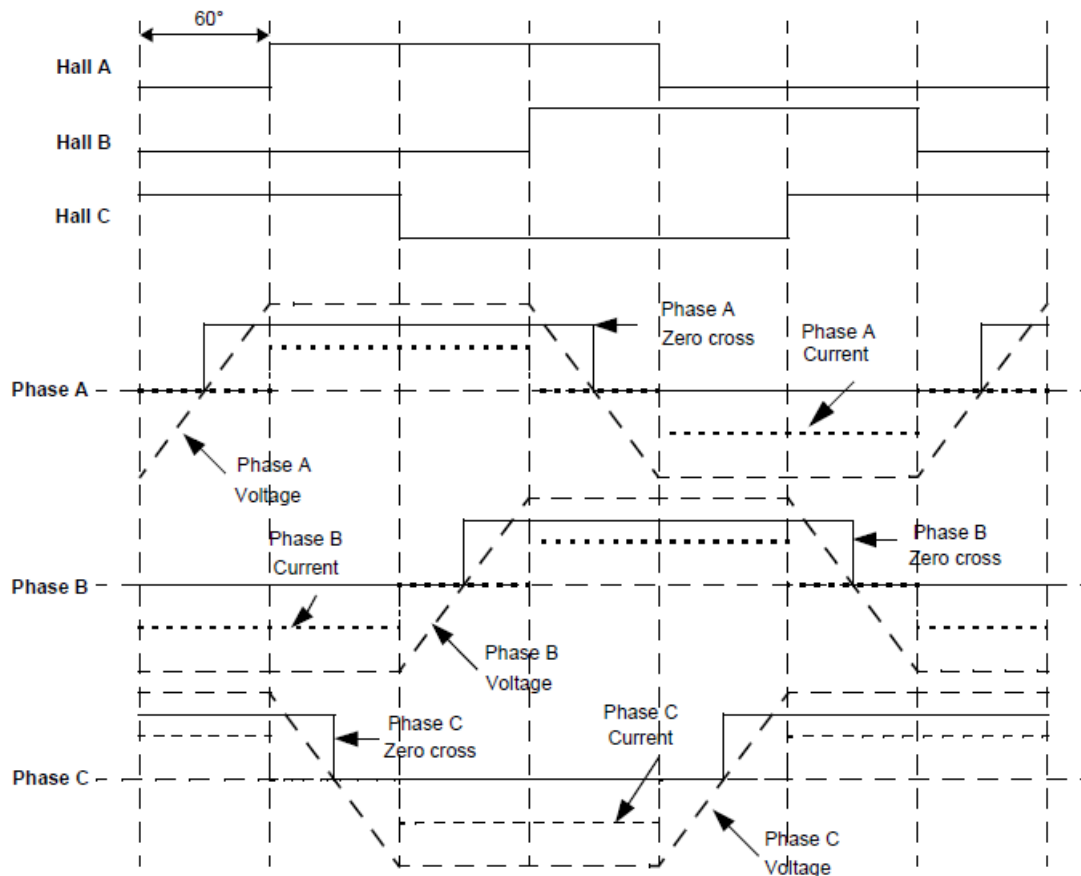 60°
Hall A
Hall B
Hall C
Phase A
Zero cross
Phase A
Current
Phase A
Phase A
Voltage
Phase B
Current
Phase B
Zero cross
Phase B
Phase B
Voltage
Phase C
Zero cross
Phase C
Current
Phase C
Phase C
Voltage